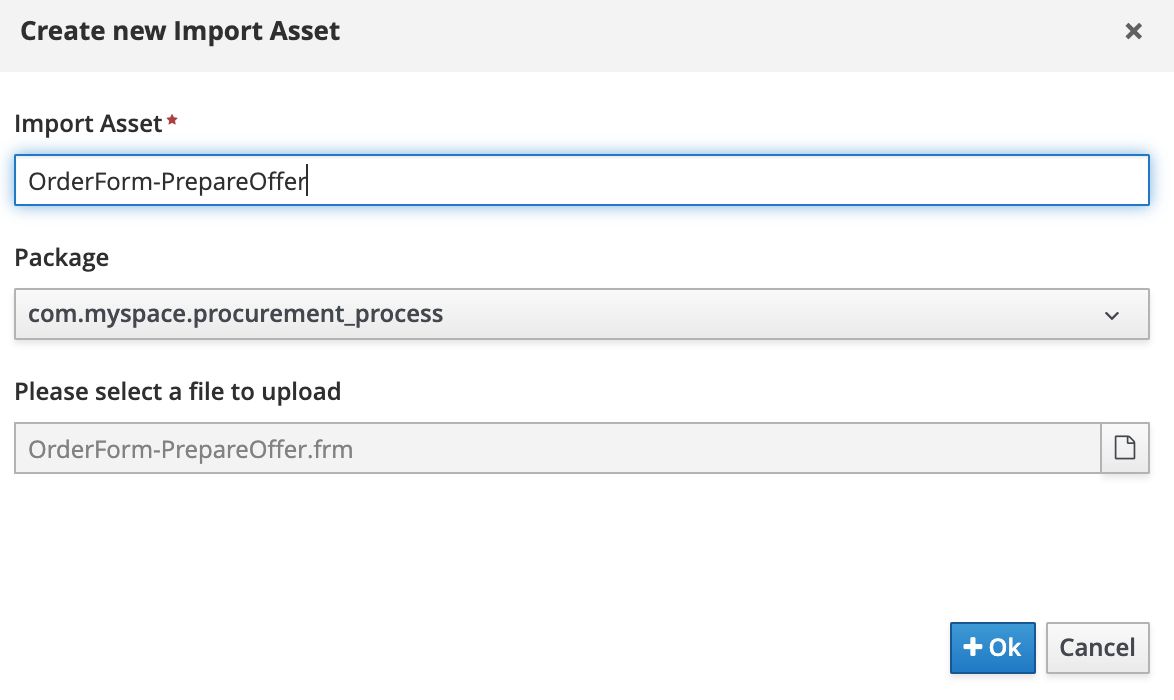 Create new Import Asset
Import Asset*
OrderForm-PrepareOffer
Package
com.myspace.procurement_process
Please select a file to upload
OrderForm-PrepareOffer.frm
Ok
Cancel